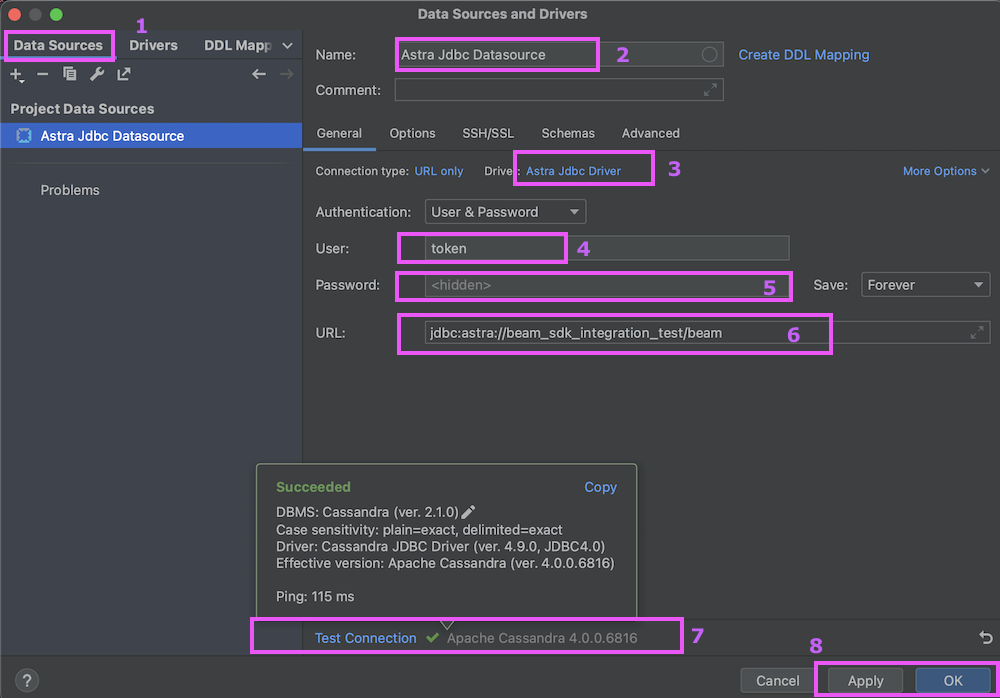 Data Sources and Drivers
1
Data Sources Drivers DDL Mapp
Name: Astra Jdbc Datasource 2 Create DDL Mapping
Comment:
Project Data Sources
Astra Jdbc Datasource
Problems
General Options SSH/SSL Schemas Advanced
Connection type: URL only Driver: Astra Jdbc Driver 3 More Options
Authentication: User & Password
User: token 4
Password: <hidden> 5 Save: Forever
URL: jdbc:astra://beam_sdk_integration_test/beam 6
Succeeded Copy
DBMS: Cassandra (ver. 2.1.0)
Case sensitivity: plain=exact, delimited=exact
Driver: Cassandra JDBC Driver (ver. 4.9.0, JDBC4.0)
Effective version: Apache Cassandra (ver. 4.0.0.6816)
Ping: 115 ms
Test Connection Apache Cassandra 4.0.0.6816 7
8
? Cancel Apply OK